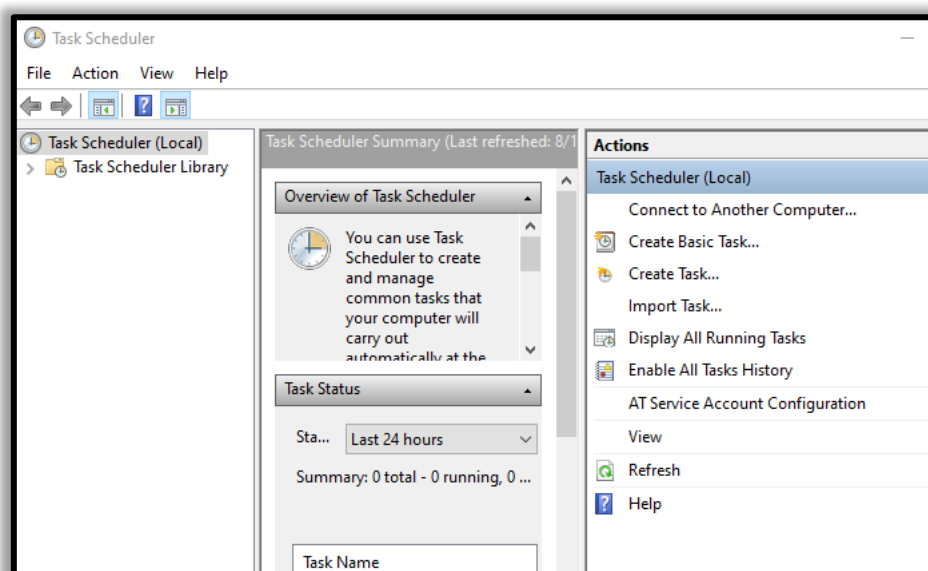 Task Scheduler
File Action View Help
Task Scheduler (Local)
Task Scheduler Library
Task Scheduler Summary (Last refreshed: 8/1
Overview of Task Scheduler
You can use Task
Scheduler to create
and manage
common tasks that
your computer will
carry out
automatically at the
Task Status
Sta...
Last 24 hours
Summary: 0 total - 0 running, 0 ...
Task Name
Actions
Task Scheduler (Local)
Connect to Another Computer...
Create Basic Task...
Create Task...
Import Task...
Display All Running Tasks
Enable All Tasks History
AT Service Account Configuration
View
Refresh
Help